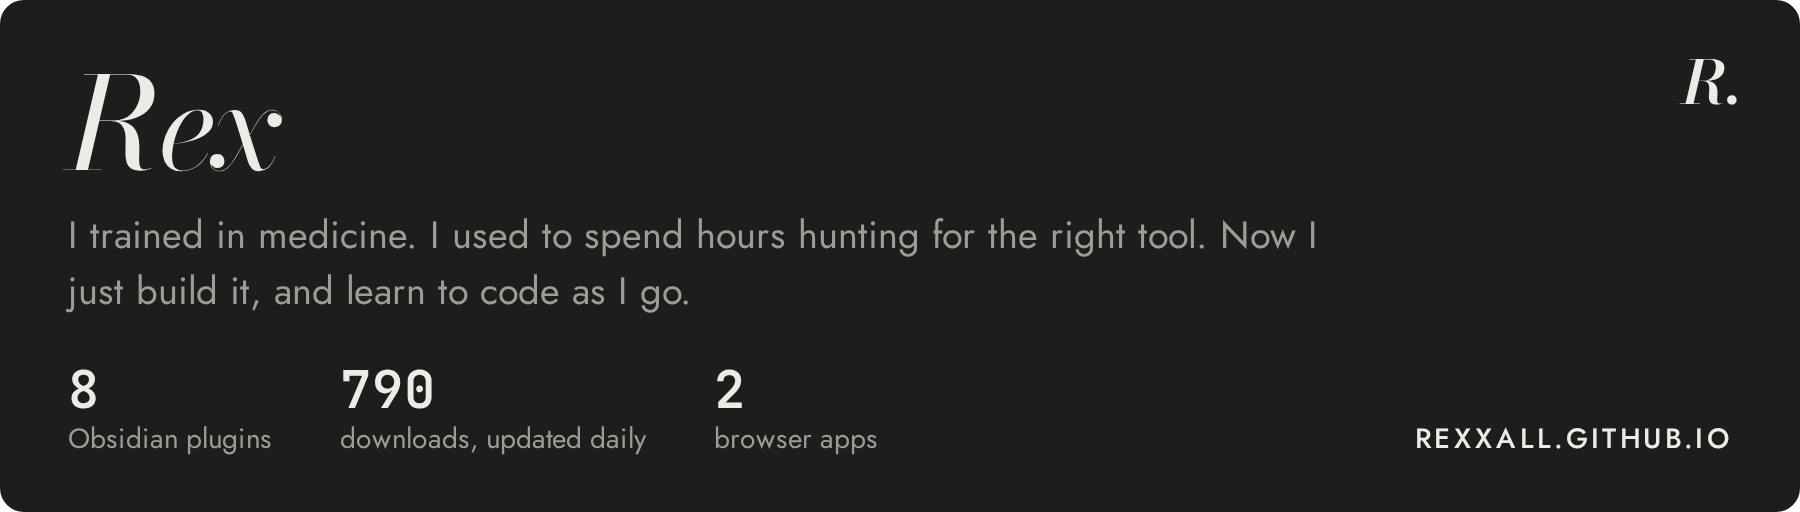 Rex
R.
I trained in medicine. I used to spend hours hunting for the right tool. Now I
just build it, and learn to code as I go.
8
Obsidian plugins
790
downloads, updated daily
2
browser apps
REXXALL.GITHUB.IO